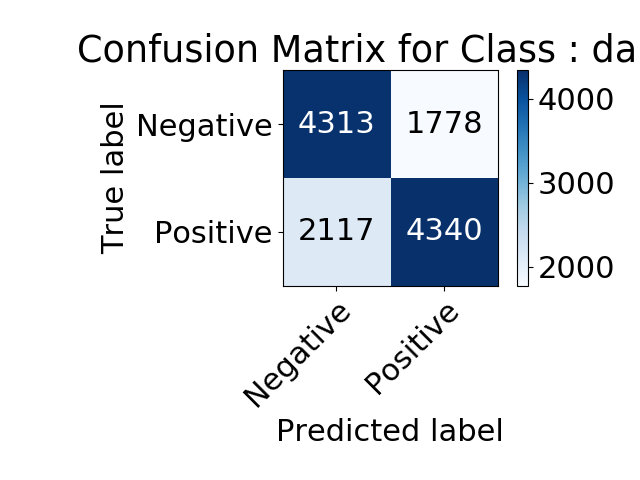 Confusion Matrix for Class : da
True label
Negative 4313 1778
Positive 2117 4340
4000
3000
2000
Negative Positive
Predicted label